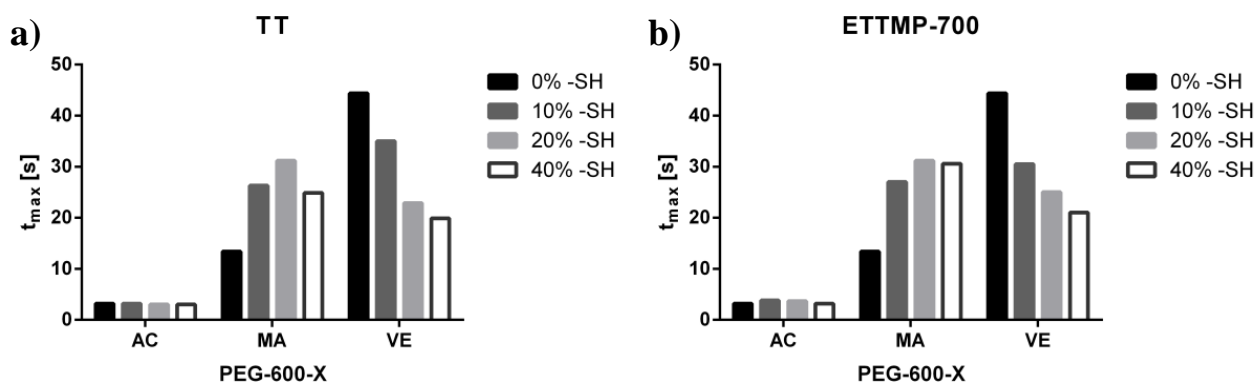 a)
TT
50
40
30
20
10
0
t_max [s]
AC
MA
VE
PEG-600-X
0% -SH
10% -SH
20% -SH
40% -SH
b)
ETTMP-700
50
40
30
20
10
0
t_max [s]
AC
MA
VE
PEG-600-X
0% -SH
10% -SH
20% -SH
40% -SH